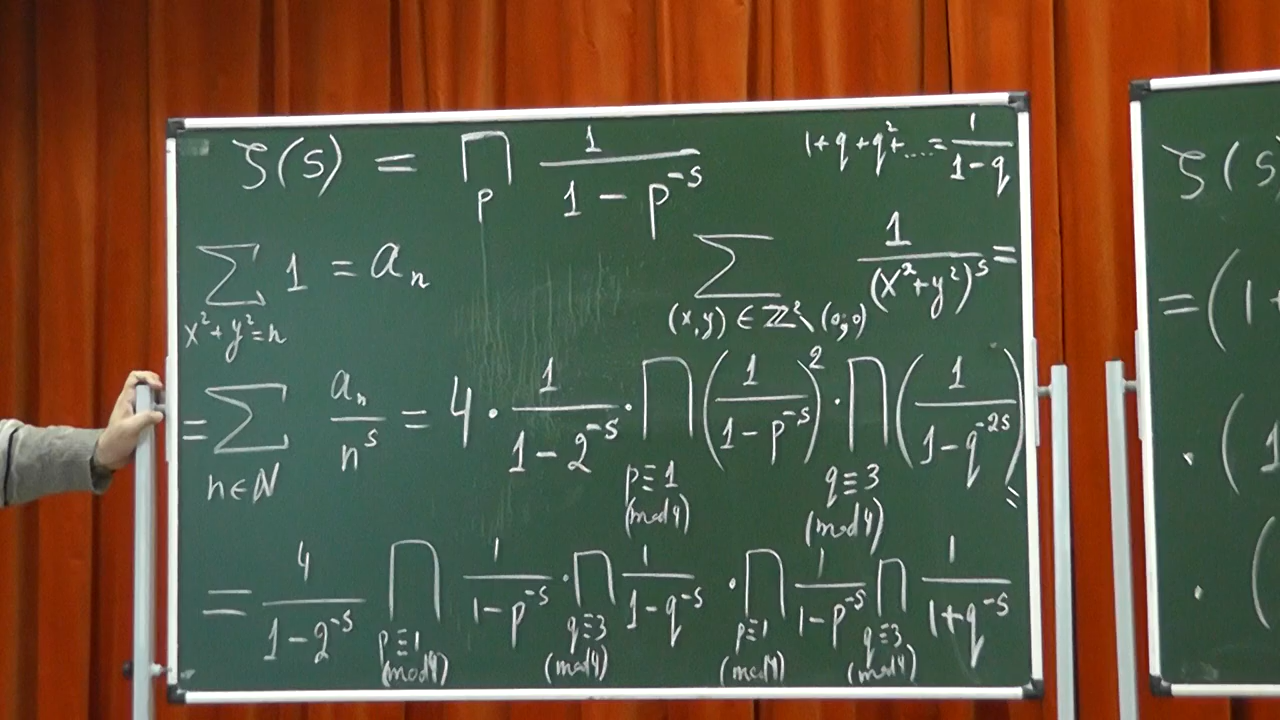 ζ(s) = ∏_p 1/(1 - p^{-s})
1 + q + q² + .... = 1/(1 - q)
∑_{x²+y²=n} 1 = a_n
∑_{(x,y) ∈ ℤ² \ (0;0)} 1/(x² + y²)^s =
= ∑_{n∈ℕ} a_n/n^s = 4 · 1/(1 - 2^{-s}) · ∏_{p≡1 (mod 4)} (1/(1 - p^{-s}))² · ∏_{q≡3 (mod 4)} (1/(1 - q^{-2s})) =
= 4/(1 - 2^{-s}) ∏_{p≡1 (mod 4)} 1/(1 - p^{-s}) · ∏_{q≡3 (mod 4)} 1/(1 - q^{-s}) · ∏_{p≡1 (mod 4)} 1/(1 - p^{-s}) ∏_{q≡3 (mod 4)} 1/(1 + q^{-s})
ζ(s
= (1 +
· (1
· (